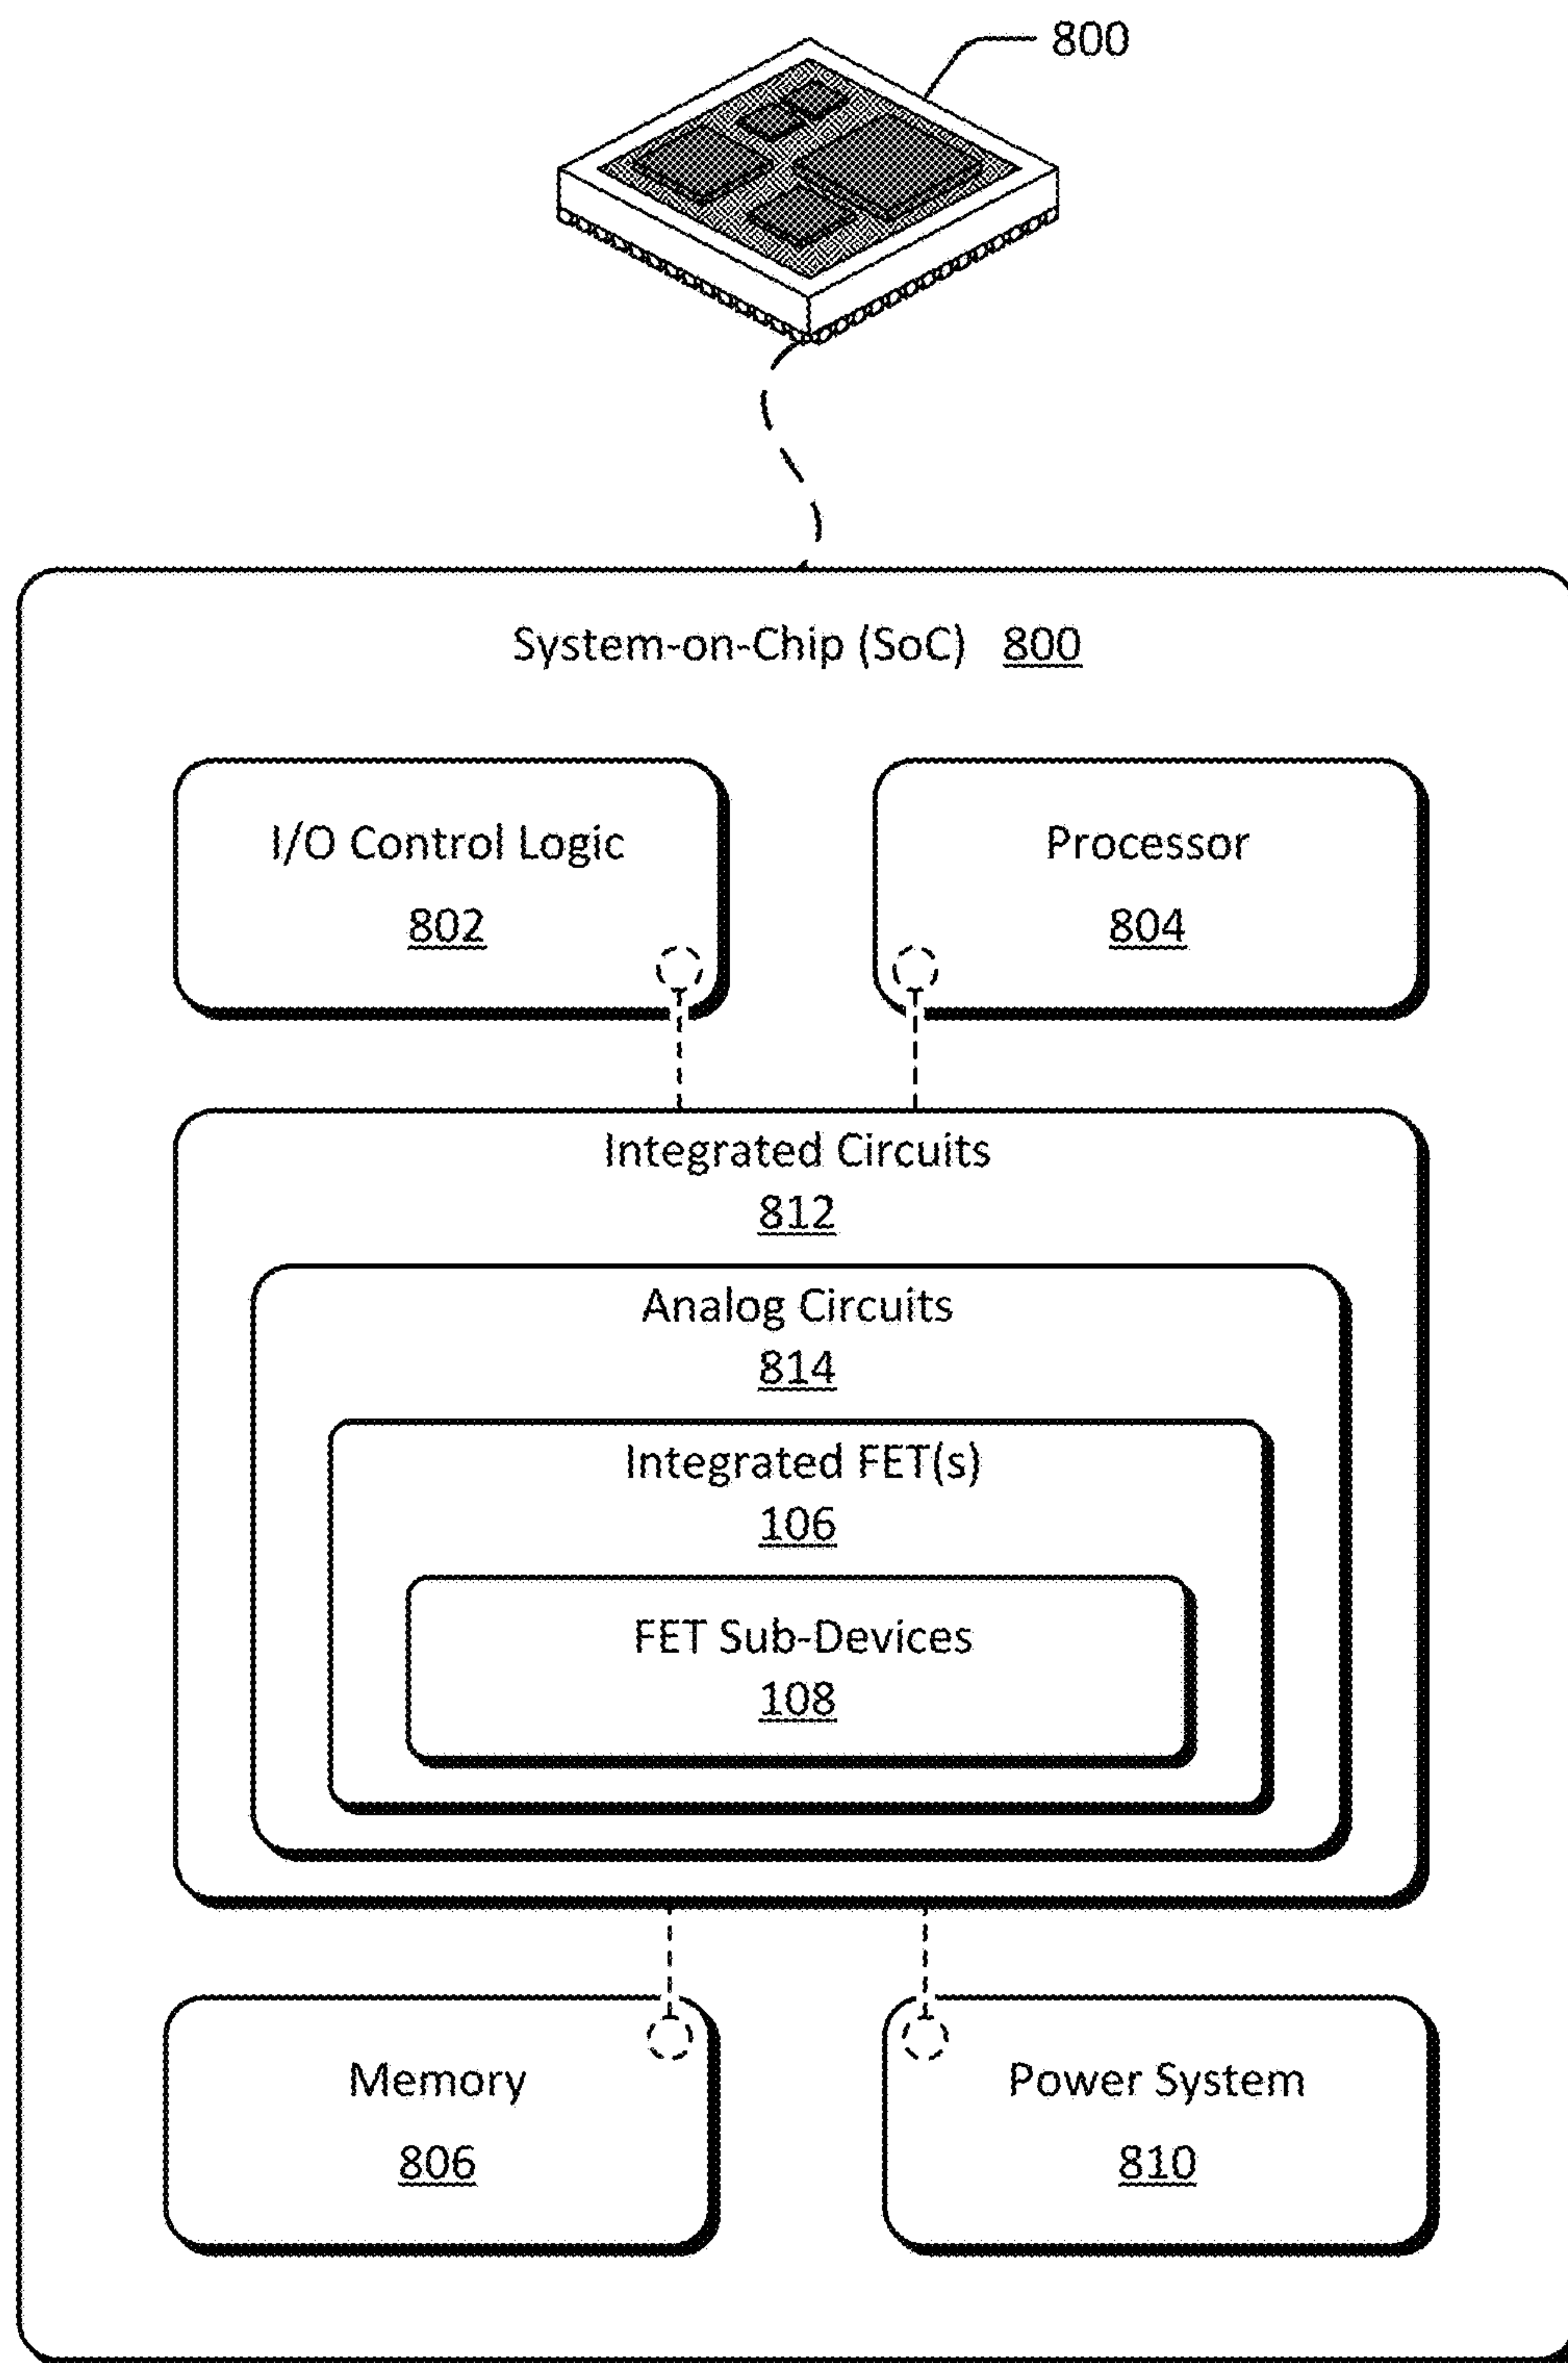 800
System-on-Chip (SoC) 800
I/O Control Logic
802
Processor
804
Integrated Circuits
812
Analog Circuits
814
Integrated FET(s)
106
FET Sub-Devices
108
Memory
806
Power System
810